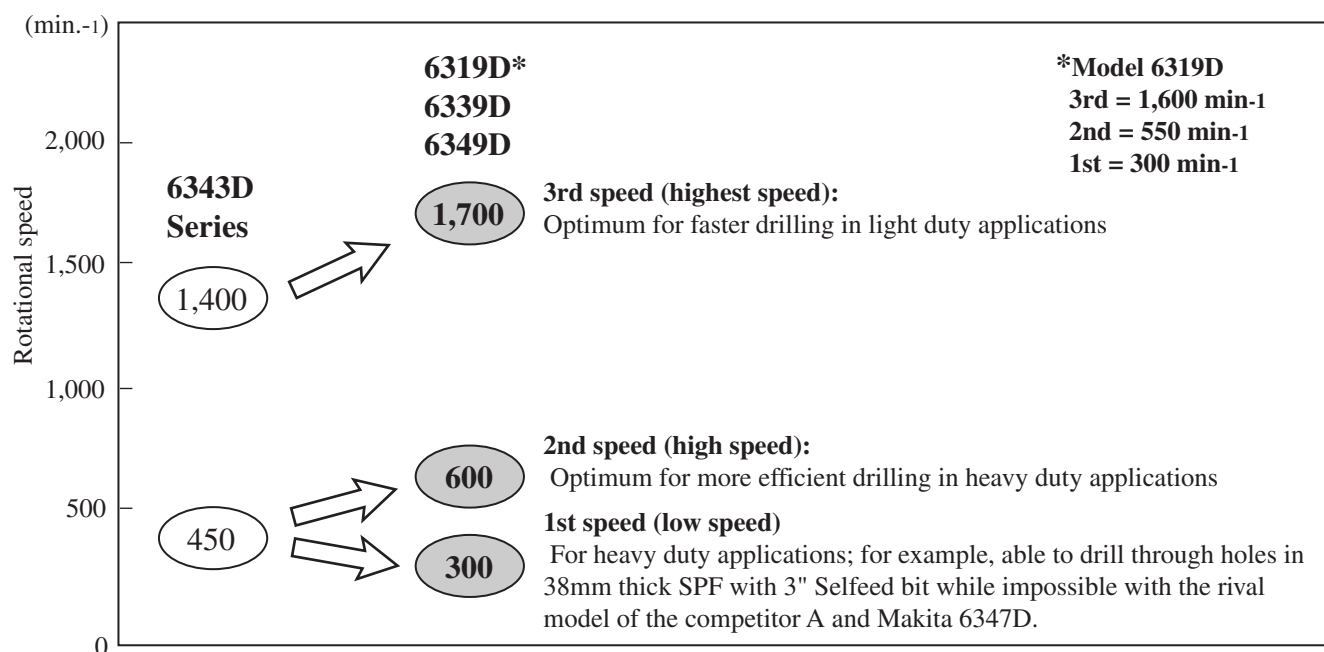 (min.-1)
Rotational speed
2,000
1,500
1,000
500
0
6343D
Series
1,400
450
6319D*
6339D
6349D
1,700
600
300
*Model 6319D
3rd = 1,600 min-1
2nd = 550 min-1
1st = 300 min-1
3rd speed (highest speed):
Optimum for faster drilling in light duty applications
2nd speed (high speed):
Optimum for more efficient drilling in heavy duty applications
1st speed (low speed)
For heavy duty applications; for example, able to drill through holes in
38mm thick SPF with 3" Selfeed bit while impossible with the rival
model of the competitor A and Makita 6347D.